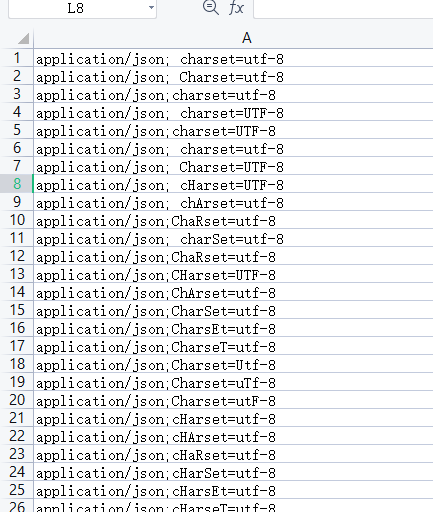 L8
fx
A
1 application/json; charset=utf-8
2 application/json; Charset=utf-8
3 application/json;charset=utf-8
4 application/json; charset=UTF-8
5 application/json;charset=UTF-8
6 application/json; charset=utf-8
7 application/json; Charset=UTF-8
8 application/json; cHarset=UTF-8
9 application/json; chArset=utf-8
10 application/json;ChaRset=utf-8
11 application/json; charSet=utf-8
12 application/json;ChaRset=utf-8
13 application/json;CHarset=UTF-8
14 application/json;ChArset=utf-8
15 application/json;CharSet=utf-8
16 application/json;CharsEt=utf-8
17 application/json;CharseT=utf-8
18 application/json;Charset=Utf-8
19 application/json;Charset=uTf-8
20 application/json;Charset=utF-8
21 application/json;cHarset=utf-8
22 application/json;cHArset=utf-8
23 application/json;cHaRset=utf-8
24 application/json;cHarSet=utf-8
25 application/json;cHarsEt=utf-8
26 application/json;cHarseT=utf-8